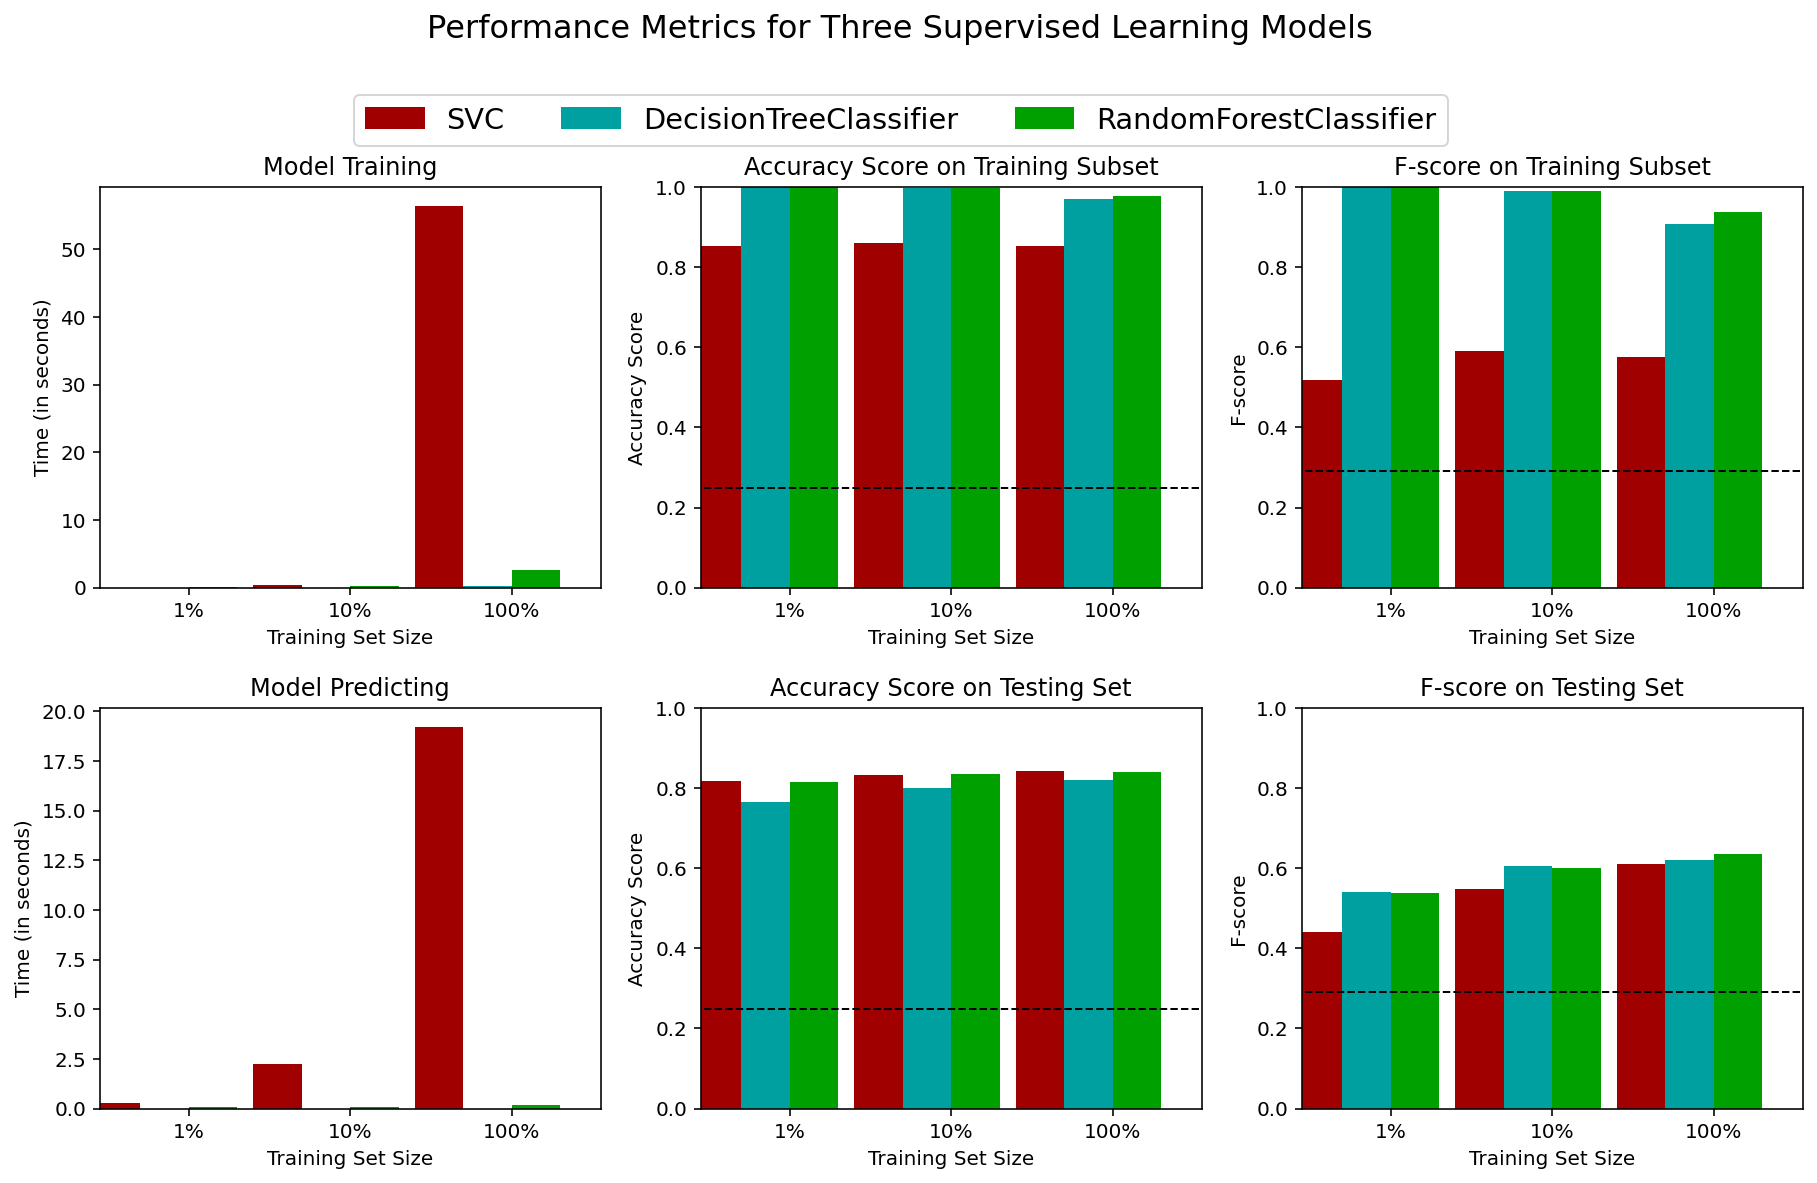 Performance Metrics for Three Supervised Learning Models
SVC DecisionTreeClassifier RandomForestClassifier
Model Training
Time (in seconds)
50
40
30
20
10
0
1% 10% 100%
Training Set Size
Accuracy Score on Training Subset
Accuracy Score
1.0
0.8
0.6
0.4
0.2
0.0
1% 10% 100%
Training Set Size
F-score on Training Subset
F-score
1.0
0.8
0.6
0.4
0.2
0.0
1% 10% 100%
Training Set Size
Model Predicting
Time (in seconds)
20.0
17.5
15.0
12.5
10.0
7.5
5.0
2.5
0.0
1% 10% 100%
Training Set Size
Accuracy Score on Testing Set
Accuracy Score
1.0
0.8
0.6
0.4
0.2
0.0
1% 10% 100%
Training Set Size
F-score on Testing Set
F-score
1.0
0.8
0.6
0.4
0.2
0.0
1% 10% 100%
Training Set Size